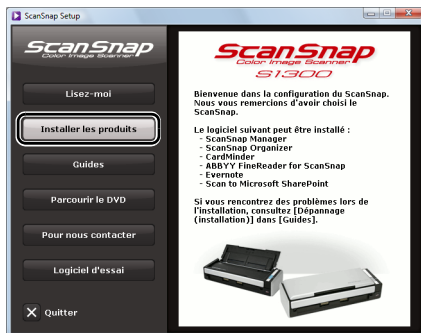 ScanSnap Setup
ScanSnap
Color Image Scanner
Lisez-moi
Installer les produits
Guides
Parcourir le DVD
Pour nous contacter
Logiciel d'essai
Quitter
ScanSnap
Color Image Scanner
S1300
Bienvenue dans la configuration du ScanSnap.
Nous vous remercions d'avoir choisi le
ScanSnap.
Le logiciel suivant peut être installé :
- ScanSnap Manager
- ScanSnap Organizer
- CardMinder
- ABBYY FineReader for ScanSnap
- Evernote
- Scan to Microsoft SharePoint
Si vous rencontrez des problèmes lors de
l'installation, consultez [Dépannage
(installation)] dans [Guides].